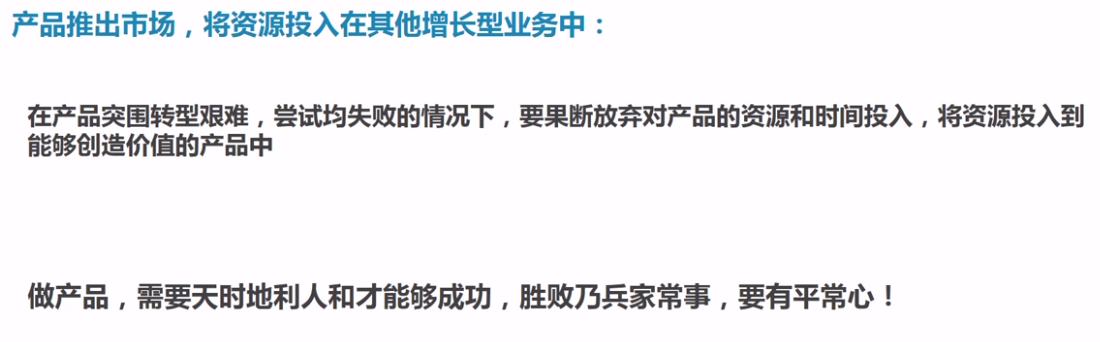 产品推出市场，将资源投入在其他增长型业务中：
在产品突围转型艰难，尝试均失败的情况下，要果断放弃对产品的资源和时间投入，将资源投入到
能够创造价值的产品中
做产品，需要天时地利人和才能够成功，胜败乃兵家常事，要有平常心！